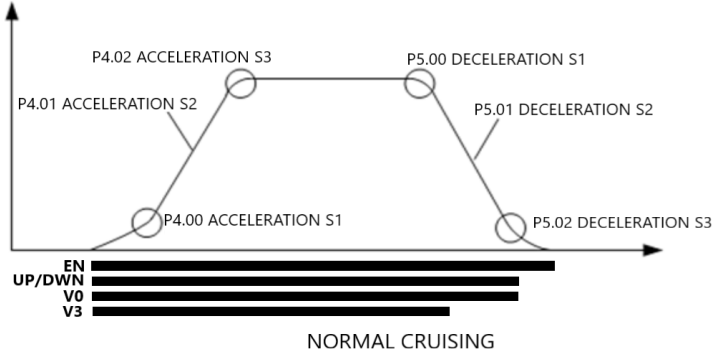 P4.02 ACCELERATION S3
P5.00 DECELERATION S1
P4.01 ACCELERATION S2
P5.01 DECELERATION S2
P4.00 ACCELERATION S1
P5.02 DECELERATION S3
EN
UP/DWN
V0
V3
NORMAL CRUISING